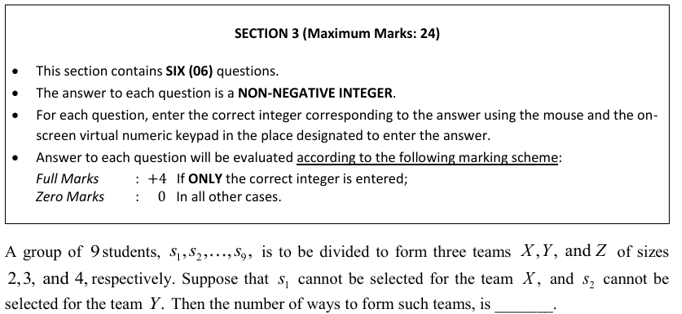 SECTION 3 (Maximum Marks: 24)
• This section contains SIX (06) questions.
• The answer to each question is a NON-NEGATIVE INTEGER.
• For each question, enter the correct integer corresponding to the answer using the mouse and the on-
screen virtual numeric keypad in the place designated to enter the answer.
• Answer to each question will be evaluated according to the following marking scheme:
Full Marks : +4 If ONLY the correct integer is entered;
Zero Marks : 0 In all other cases.
A group of 9 students, s₁, s₂,…, s₉, is to be divided to form three teams X, Y, and Z of sizes
2, 3, and 4, respectively. Suppose that s₁ cannot be selected for the team X, and s₂ cannot be
selected for the team Y. Then the number of ways to form such teams, is _______.